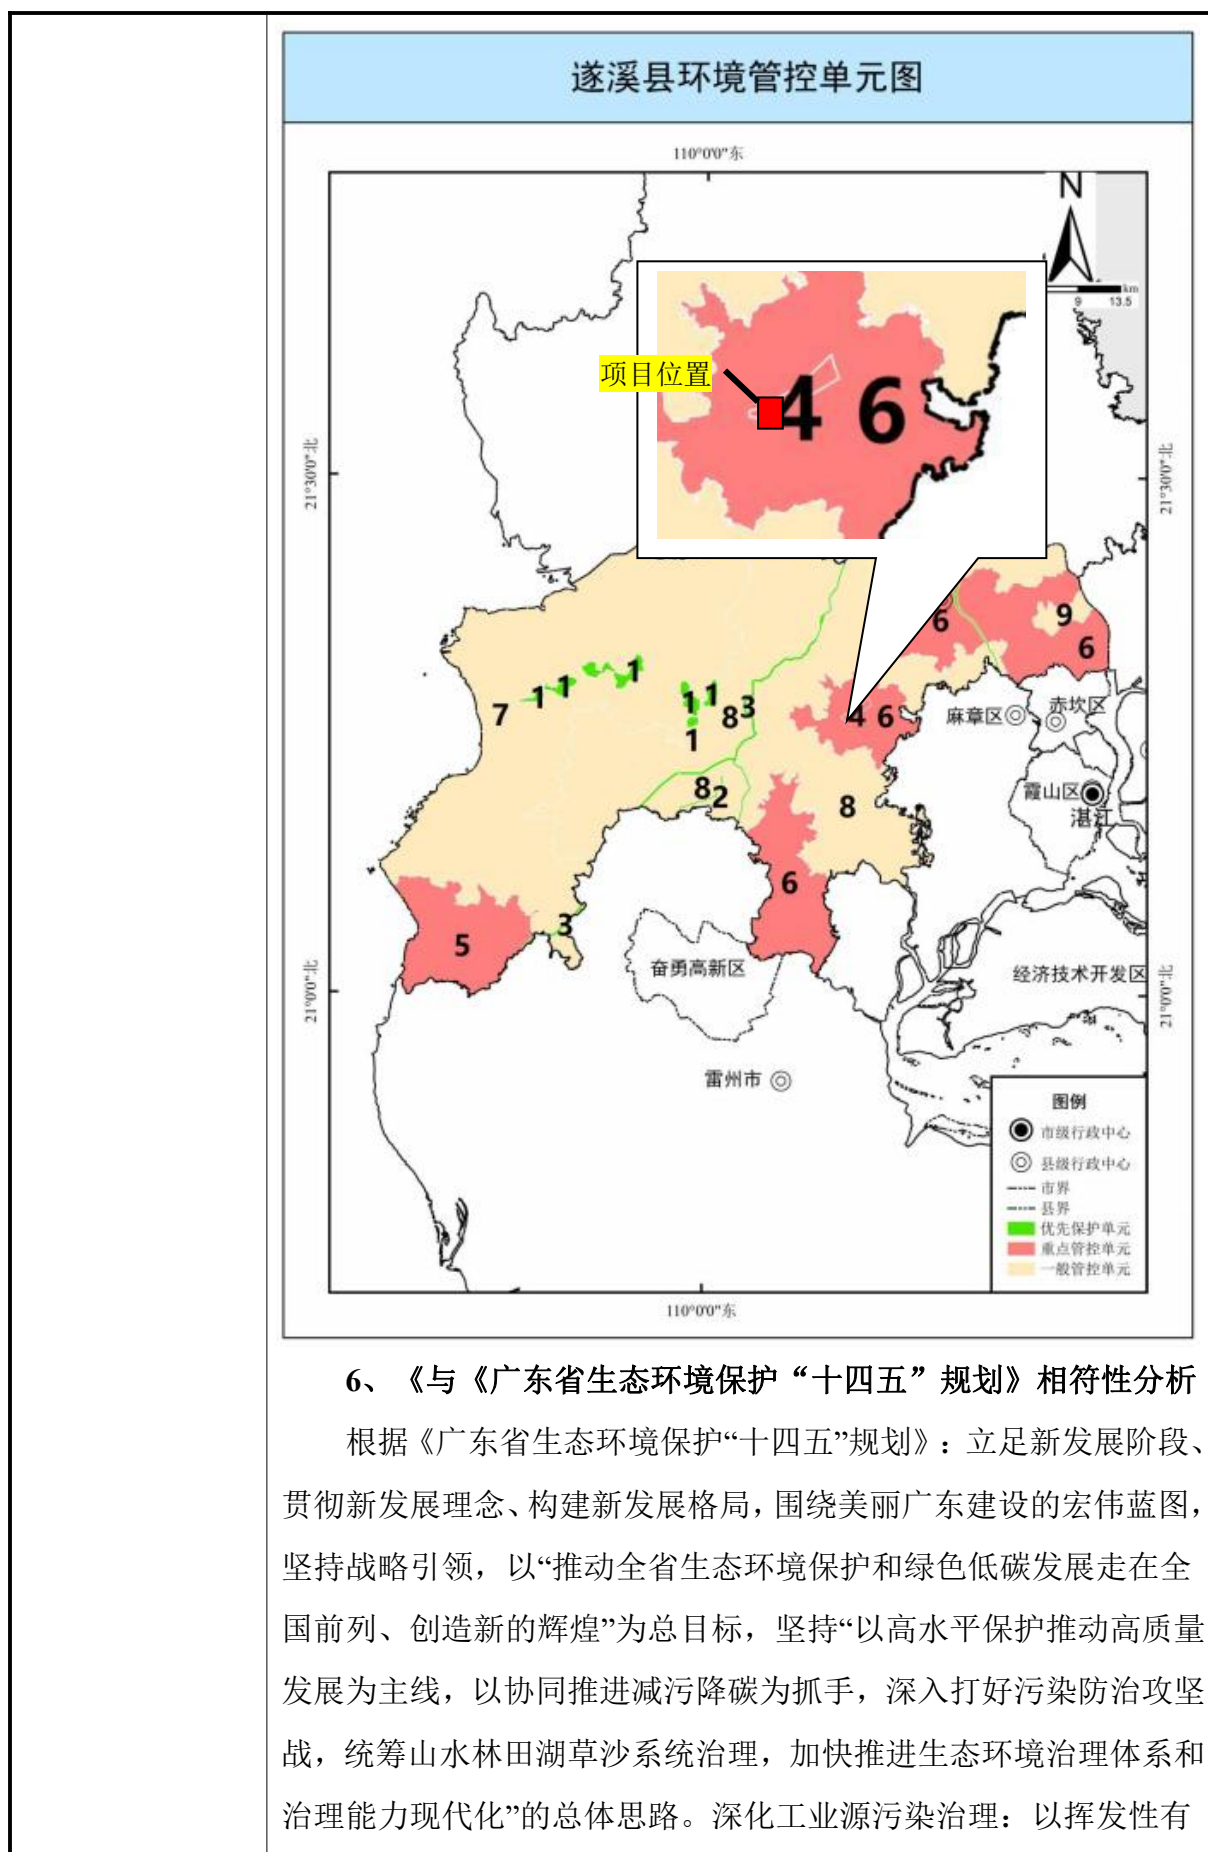 遂溪县环境管控单元图
110°0'0"东
N
km
9 13.5
项目位置
4 6
21°30'0"北
21°30'0"北
6
9
6
1
1
1
1
1
1
7
8
3
4 6
麻章区
赤坎区
8
2
8
霞山区
湛江
6
3
5
奋勇高新区
经济技术开发区
21°0'0"北
21°0'0"北
雷州市
图例
市级行政中心
县级行政中心
市界
县界
优先保护单元
重点管控单元
一般管控单元
110°0'0"东
6、《与《广东省生态环境保护“十四五”规划》相符性分析
根据《广东省生态环境保护“十四五”规划》：立足新发展阶段、
贯彻新发展理念、构建新发展格局，围绕美丽广东建设的宏伟蓝图，
坚持战略引领，以“推动全省生态环境保护和绿色低碳发展走在全
国前列、创造新的辉煌”为总目标，坚持“以高水平保护推动高质量
发展为主线，以协同推进减污降碳为抓手，深入打好污染防治攻坚
战，统筹山水林田湖草沙系统治理，加快推进生态环境治理体系和
治理能力现代化”的总体思路。深化工业源污染治理：以挥发性有